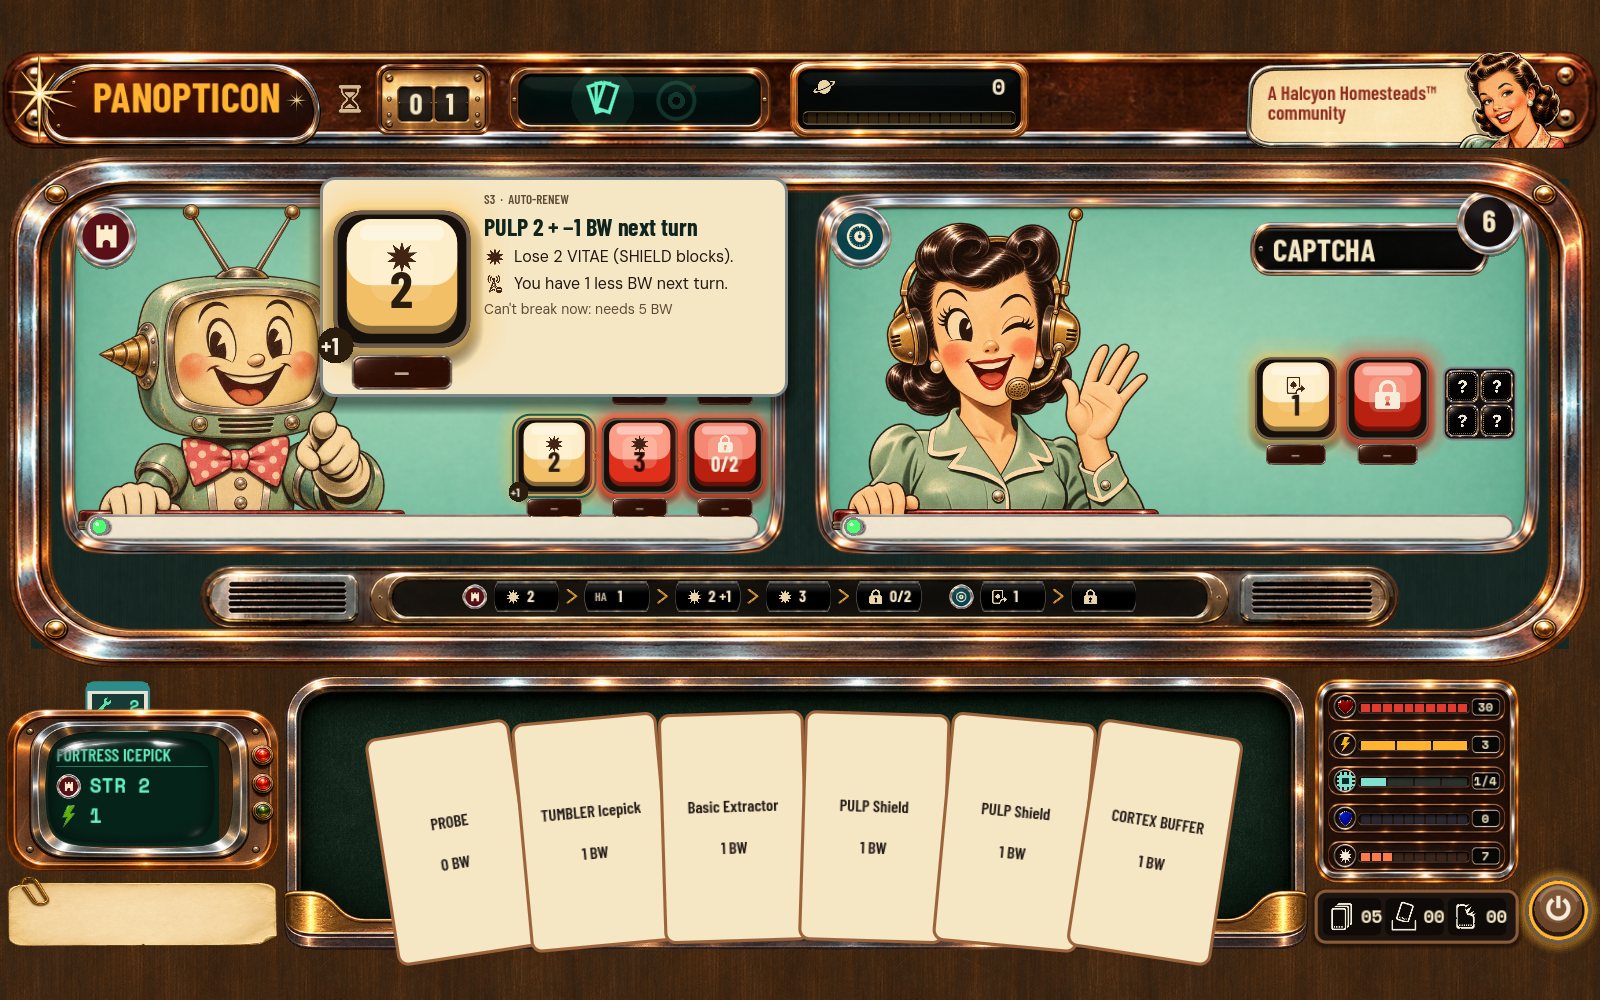 PANOPTICON
0 1
0
A Halcyon Homesteads™
community
S3 · AUTO-RENEW
PULP 2 + −1 BW next turn
Lose 2 VITAE (SHIELD blocks).
You have 1 less BW next turn.
Can't break now: needs 5 BW
2
+1
–
2
3
0/2
+1
–
–
–
6
CAPTCHA
1
? ?
? ?
–
–
2 > HA 1 > 2 +1 > 3 > 0/2 1 >
2
FORTRESS ICEPICK
STR 2
1
PROBE
0 BW
TUMBLER Icepick
1 BW
Basic Extractor
1 BW
PULP Shield
1 BW
PULP Shield
1 BW
CORTEX BUFFER
1 BW
30
3
1/4
0
7
05 00 00